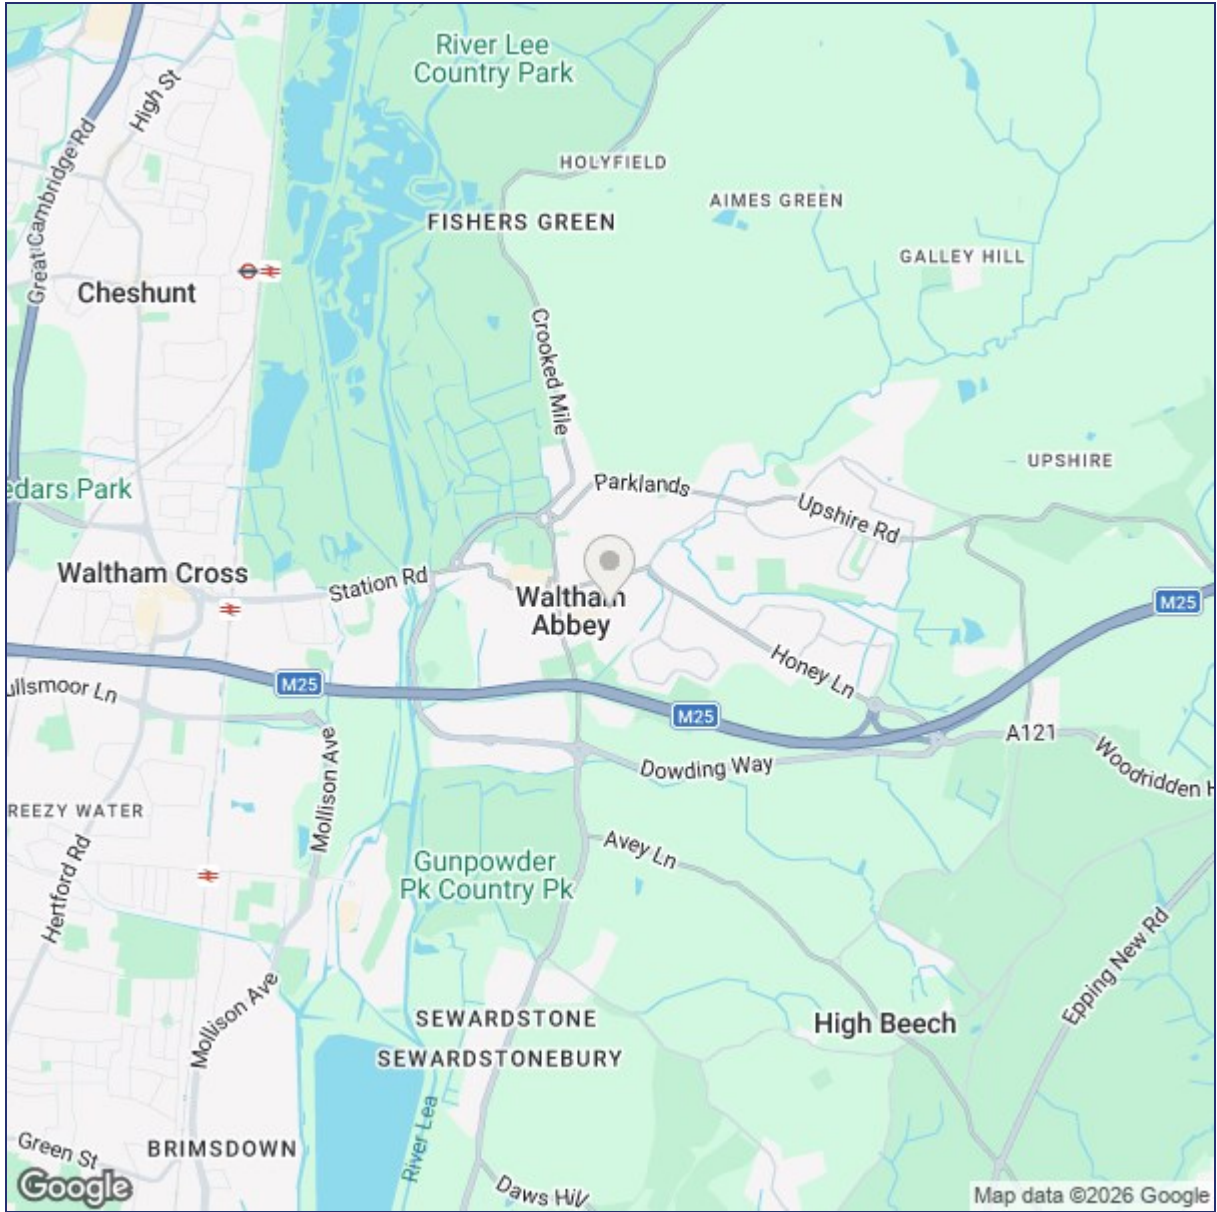 River Lee
Country Park
High St
HOLYFIELD
Great Cambridge Rd
AIMES GREEN
FISHERS GREEN
GALLEY HILL
Cheshunt
Crooked Mile
UPSHIRE
edars Park
Parklands
Upshire Rd
Waltham Cross
Station Rd
Waltham
Abbey
M25
Honey Ln
ullsmoor Ln
M25
M25
A121
Mollison Ave
Dowding Way
Woodridden H
REEZY WATER
Hertford Rd
Avey Ln
Gunpowder
Pk Country Pk
Epping New Rd
Mollison Ave
SEWARDSTONE
High Beech
SEWARDSTONEBURY
River Lea
Green St
BRIMSDOWN
Daws Hil
Google
Map data ©2026 Google